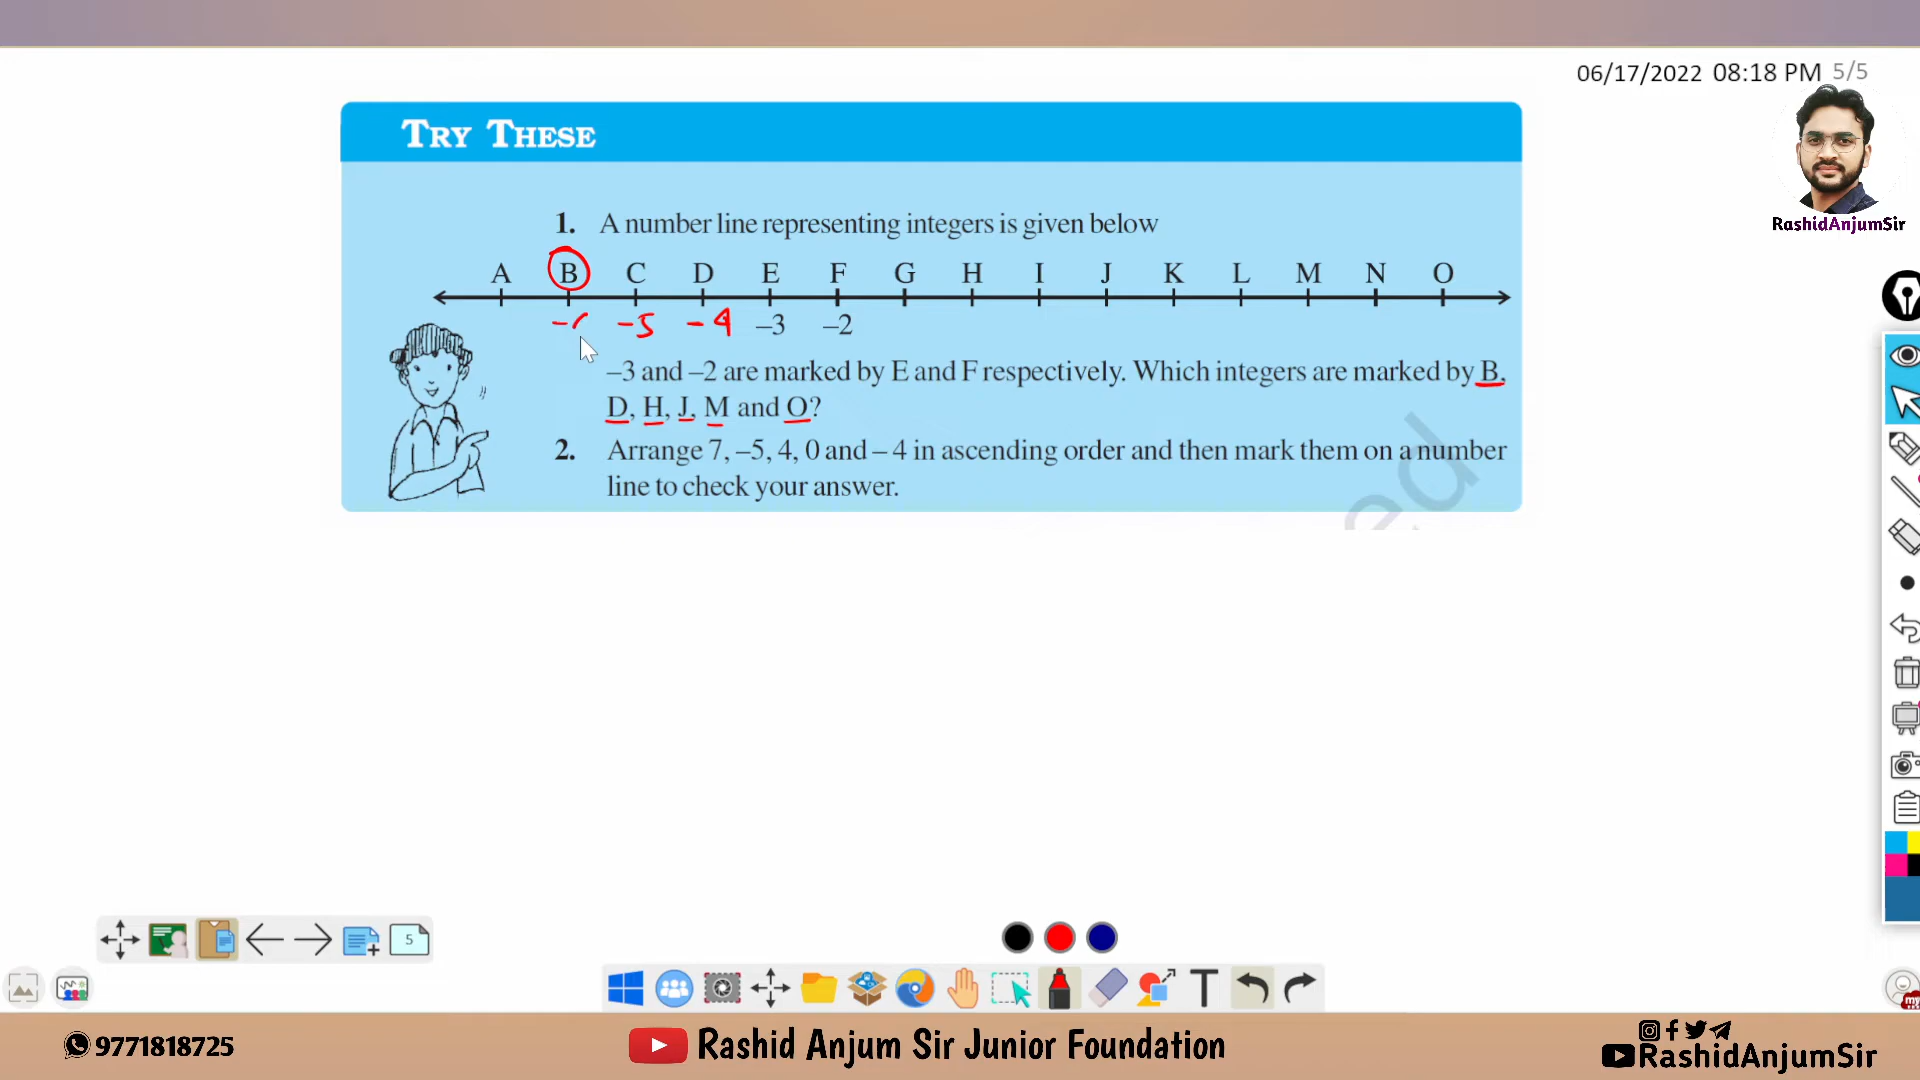 06/17/2022 08:18 PM 5/5
TRY THESE
RashidAnjumSir
1. A number line representing integers is given below
A B C D E F G H I J K L M N O
-5 -4 –3 –2
–3 and –2 are marked by E and F respectively. Which integers are marked by B,
D, H, J, M and O?
2. Arrange 7, –5, 4, 0 and – 4 in ascending order and then mark them on a number
line to check your answer.
ed
5
T
my
9771818725
Rashid Anjum Sir Junior Foundation
RashidAnjumSir